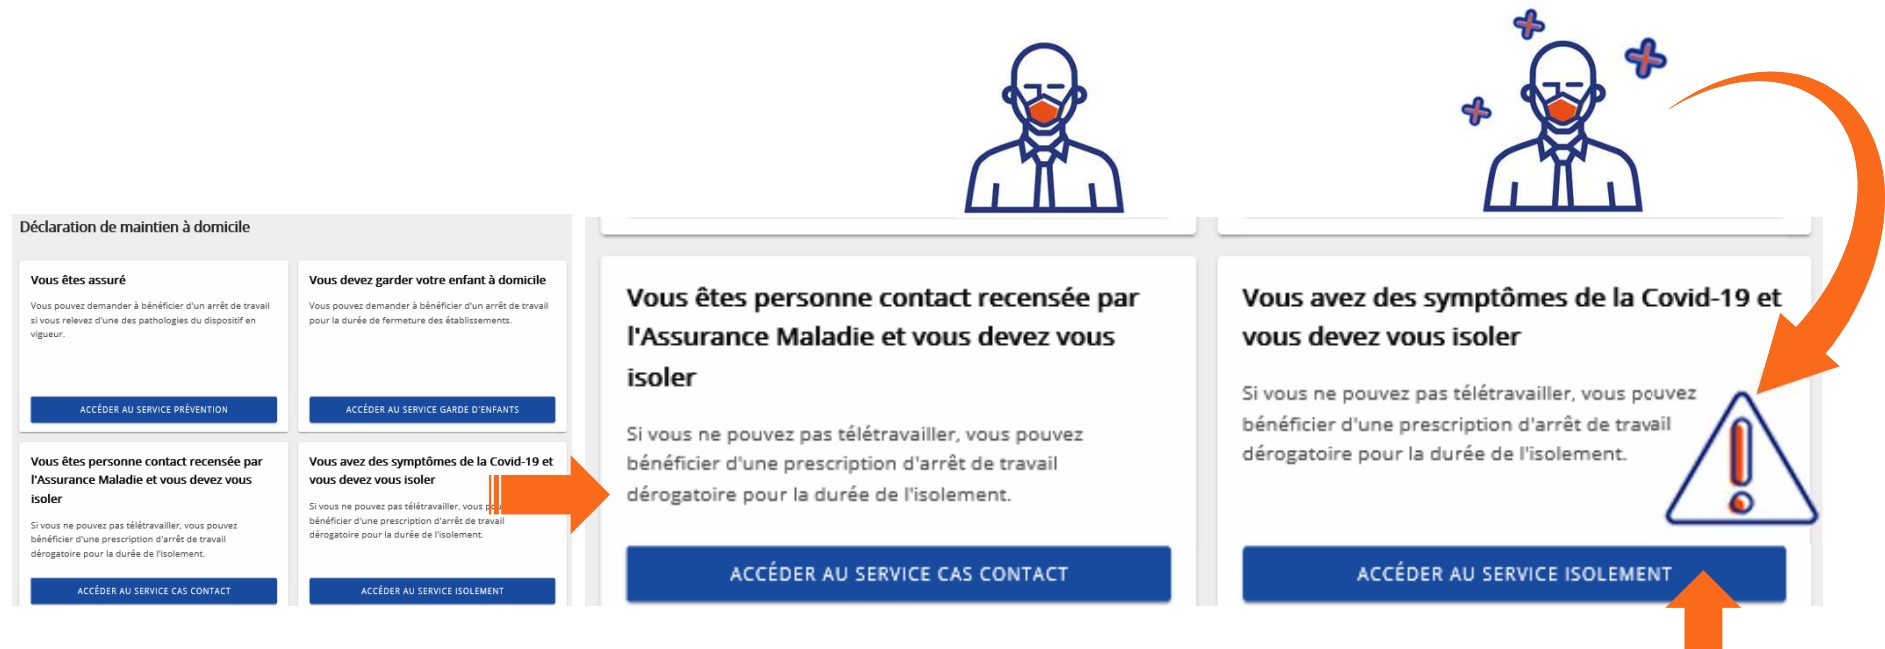 Déclaration de maintien à domicile
Vous êtes assuré
Vous pouvez demander à bénéficier d'un arrêt de travail
si vous relevez d'une des pathologies du dispositif en
vigueur.
ACCÉDER AU SERVICE PRÉVENTION
Vous devez garder votre enfant à domicile
Vous pouvez demander à bénéficier d'un arrêt de travail
pour la durée de fermeture des établissements.
ACCÉDER AU SERVICE GARDE D'ENFANTS
Vous êtes personne contact recensée par
l'Assurance Maladie et vous devez vous
isoler
Si vous ne pouvez pas télétravailler, vous pouvez
bénéficier d'une prescription d'arrêt de travail
dérogatoire pour la durée de l'isolement.
ACCÉDER AU SERVICE CAS CONTACT
Vous avez des symptômes de la Covid-19 et
vous devez vous isoler
Si vous ne pouvez pas télétravailler, vous
bénéficier d'une prescription d'arrêt de travail
dérogatoire pour la durée de l'isolement.
ACCÉDER AU SERVICE ISOLEMENT
Vous êtes personne contact recensée par
l'Assurance Maladie et vous devez vous
isoler
Si vous ne pouvez pas télétravailler, vous pouvez
bénéficier d'une prescription d'arrêt de travail
dérogatoire pour la durée de l'isolement.
ACCÉDER AU SERVICE CAS CONTACT
Vous avez des symptômes de la Covid-19 et
vous devez vous isoler
Si vous ne pouvez pas télétravailler, vous pouvez
bénéficier d'une prescription d'arrêt de travail
dérogatoire pour la durée de l'isolement.
ACCÉDER AU SERVICE ISOLEMENT